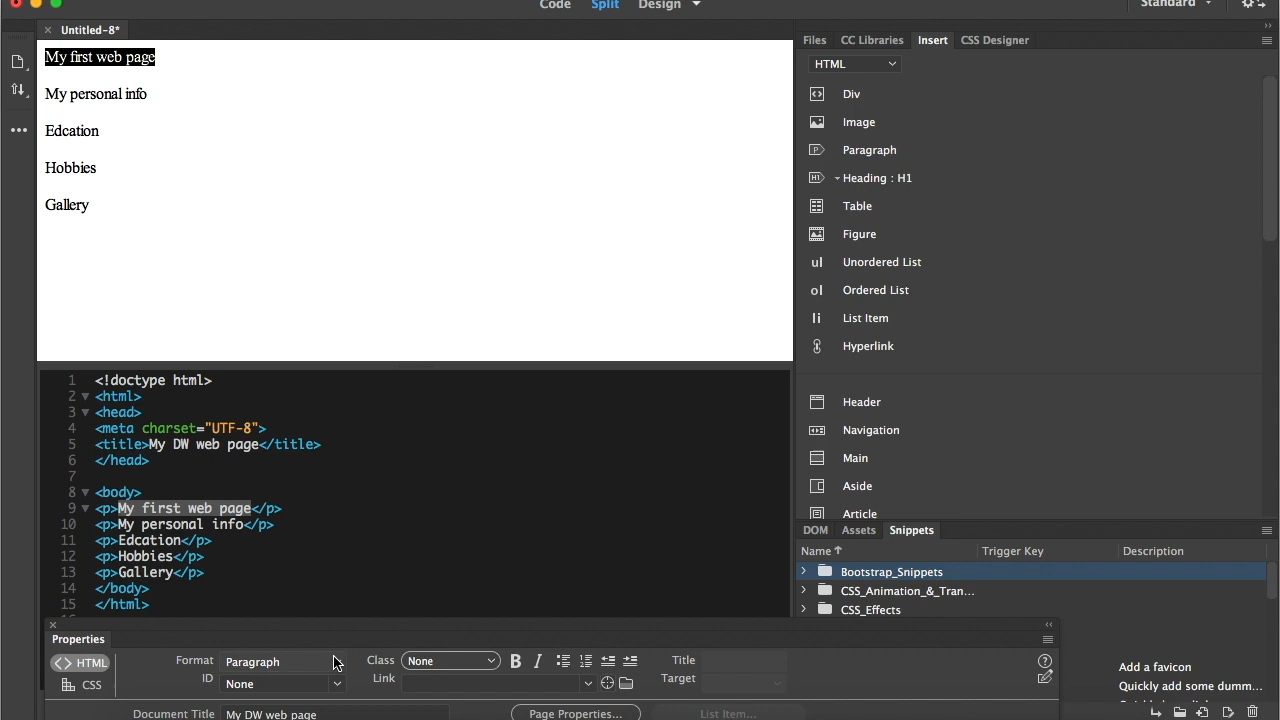 Code Split Design Standard
Untitled-8*
Files CC Libraries Insert CSS Designer
HTML
My first web page
My personal info
Edcation
Hobbies
Gallery
Div
Image
Paragraph
H1 Heading : H1
Table
Figure
ul Unordered List
ol Ordered List
li List Item
Hyperlink
Header
Navigation
Main
Aside
Article
1 <!doctype html>
2 <html>
3 <head>
4 <meta charset="UTF-8">
5 <title>My DW web page</title>
6 </head>
7
8 <body>
9 <p>My first web page</p>
10 <p>My personal info</p>
11 <p>Edcation</p>
12 <p>Hobbies</p>
13 <p>Gallery</p>
14 </body>
15 </html>
DOM Assets Snippets
Name Trigger Key Description
Bootstrap_Snippets
CSS_Animation_&_Tran...
CSS_Effects
Add a favicon
Quickly add some dumm...
Properties
<> HTML Format Paragraph Class None B I Title
CSS ID None Link Target
Document Title My DW web page Page Properties... List Item...